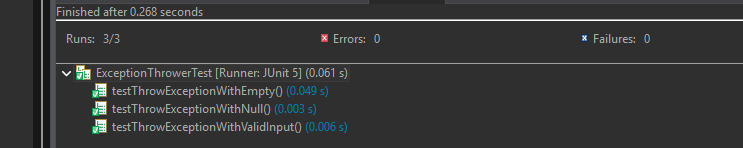 Finished after 0.268 seconds
Runs: 3/3 Errors: 0 Failures: 0
ExceptionThrowerTest [Runner: JUnit 5] (0.061 s)
testThrowExceptionWithEmpty() (0.049 s)
testThrowExceptionWithNull() (0.003 s)
testThrowExceptionWithValidInput() (0.006 s)